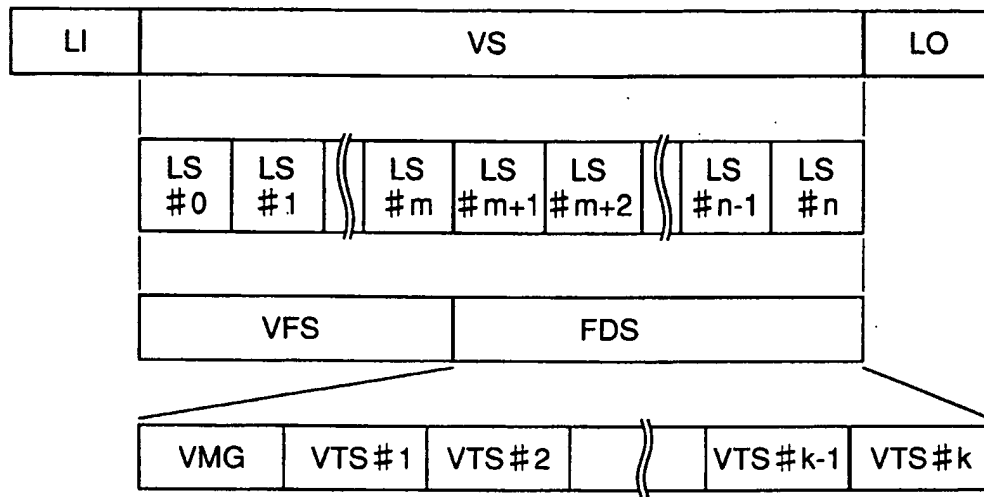 LI VS LO
LS LS LS LS LS LS LS
#0 #1 #m #m+1 #m+2 #n-1 #n
VFS FDS
VMG VTS#1 VTS#2 VTS#k-1 VTS#k